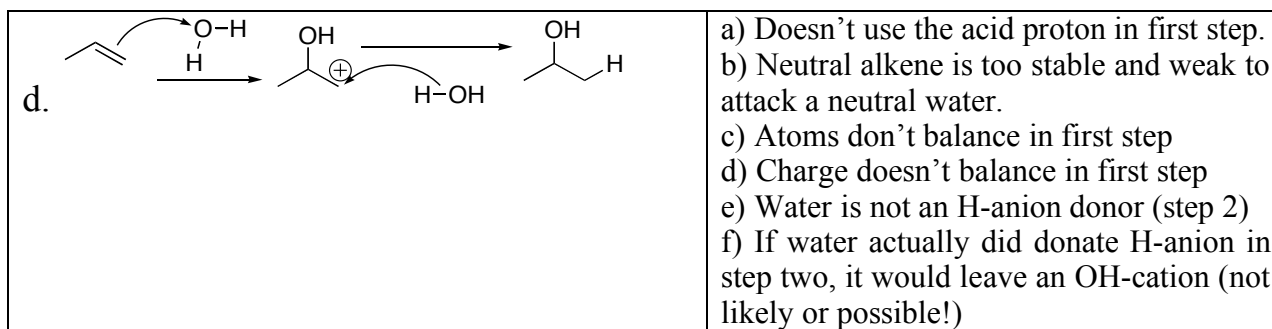 d.
O-H
H
OH
⊕
H-OH
OH
H
a) Doesn’t use the acid proton in first step.
b) Neutral alkene is too stable and weak to
attack a neutral water.
c) Atoms don’t balance in first step
d) Charge doesn’t balance in first step
e) Water is not an H-anion donor (step 2)
f) If water actually did donate H-anion in
step two, it would leave an OH-cation (not
likely or possible!)